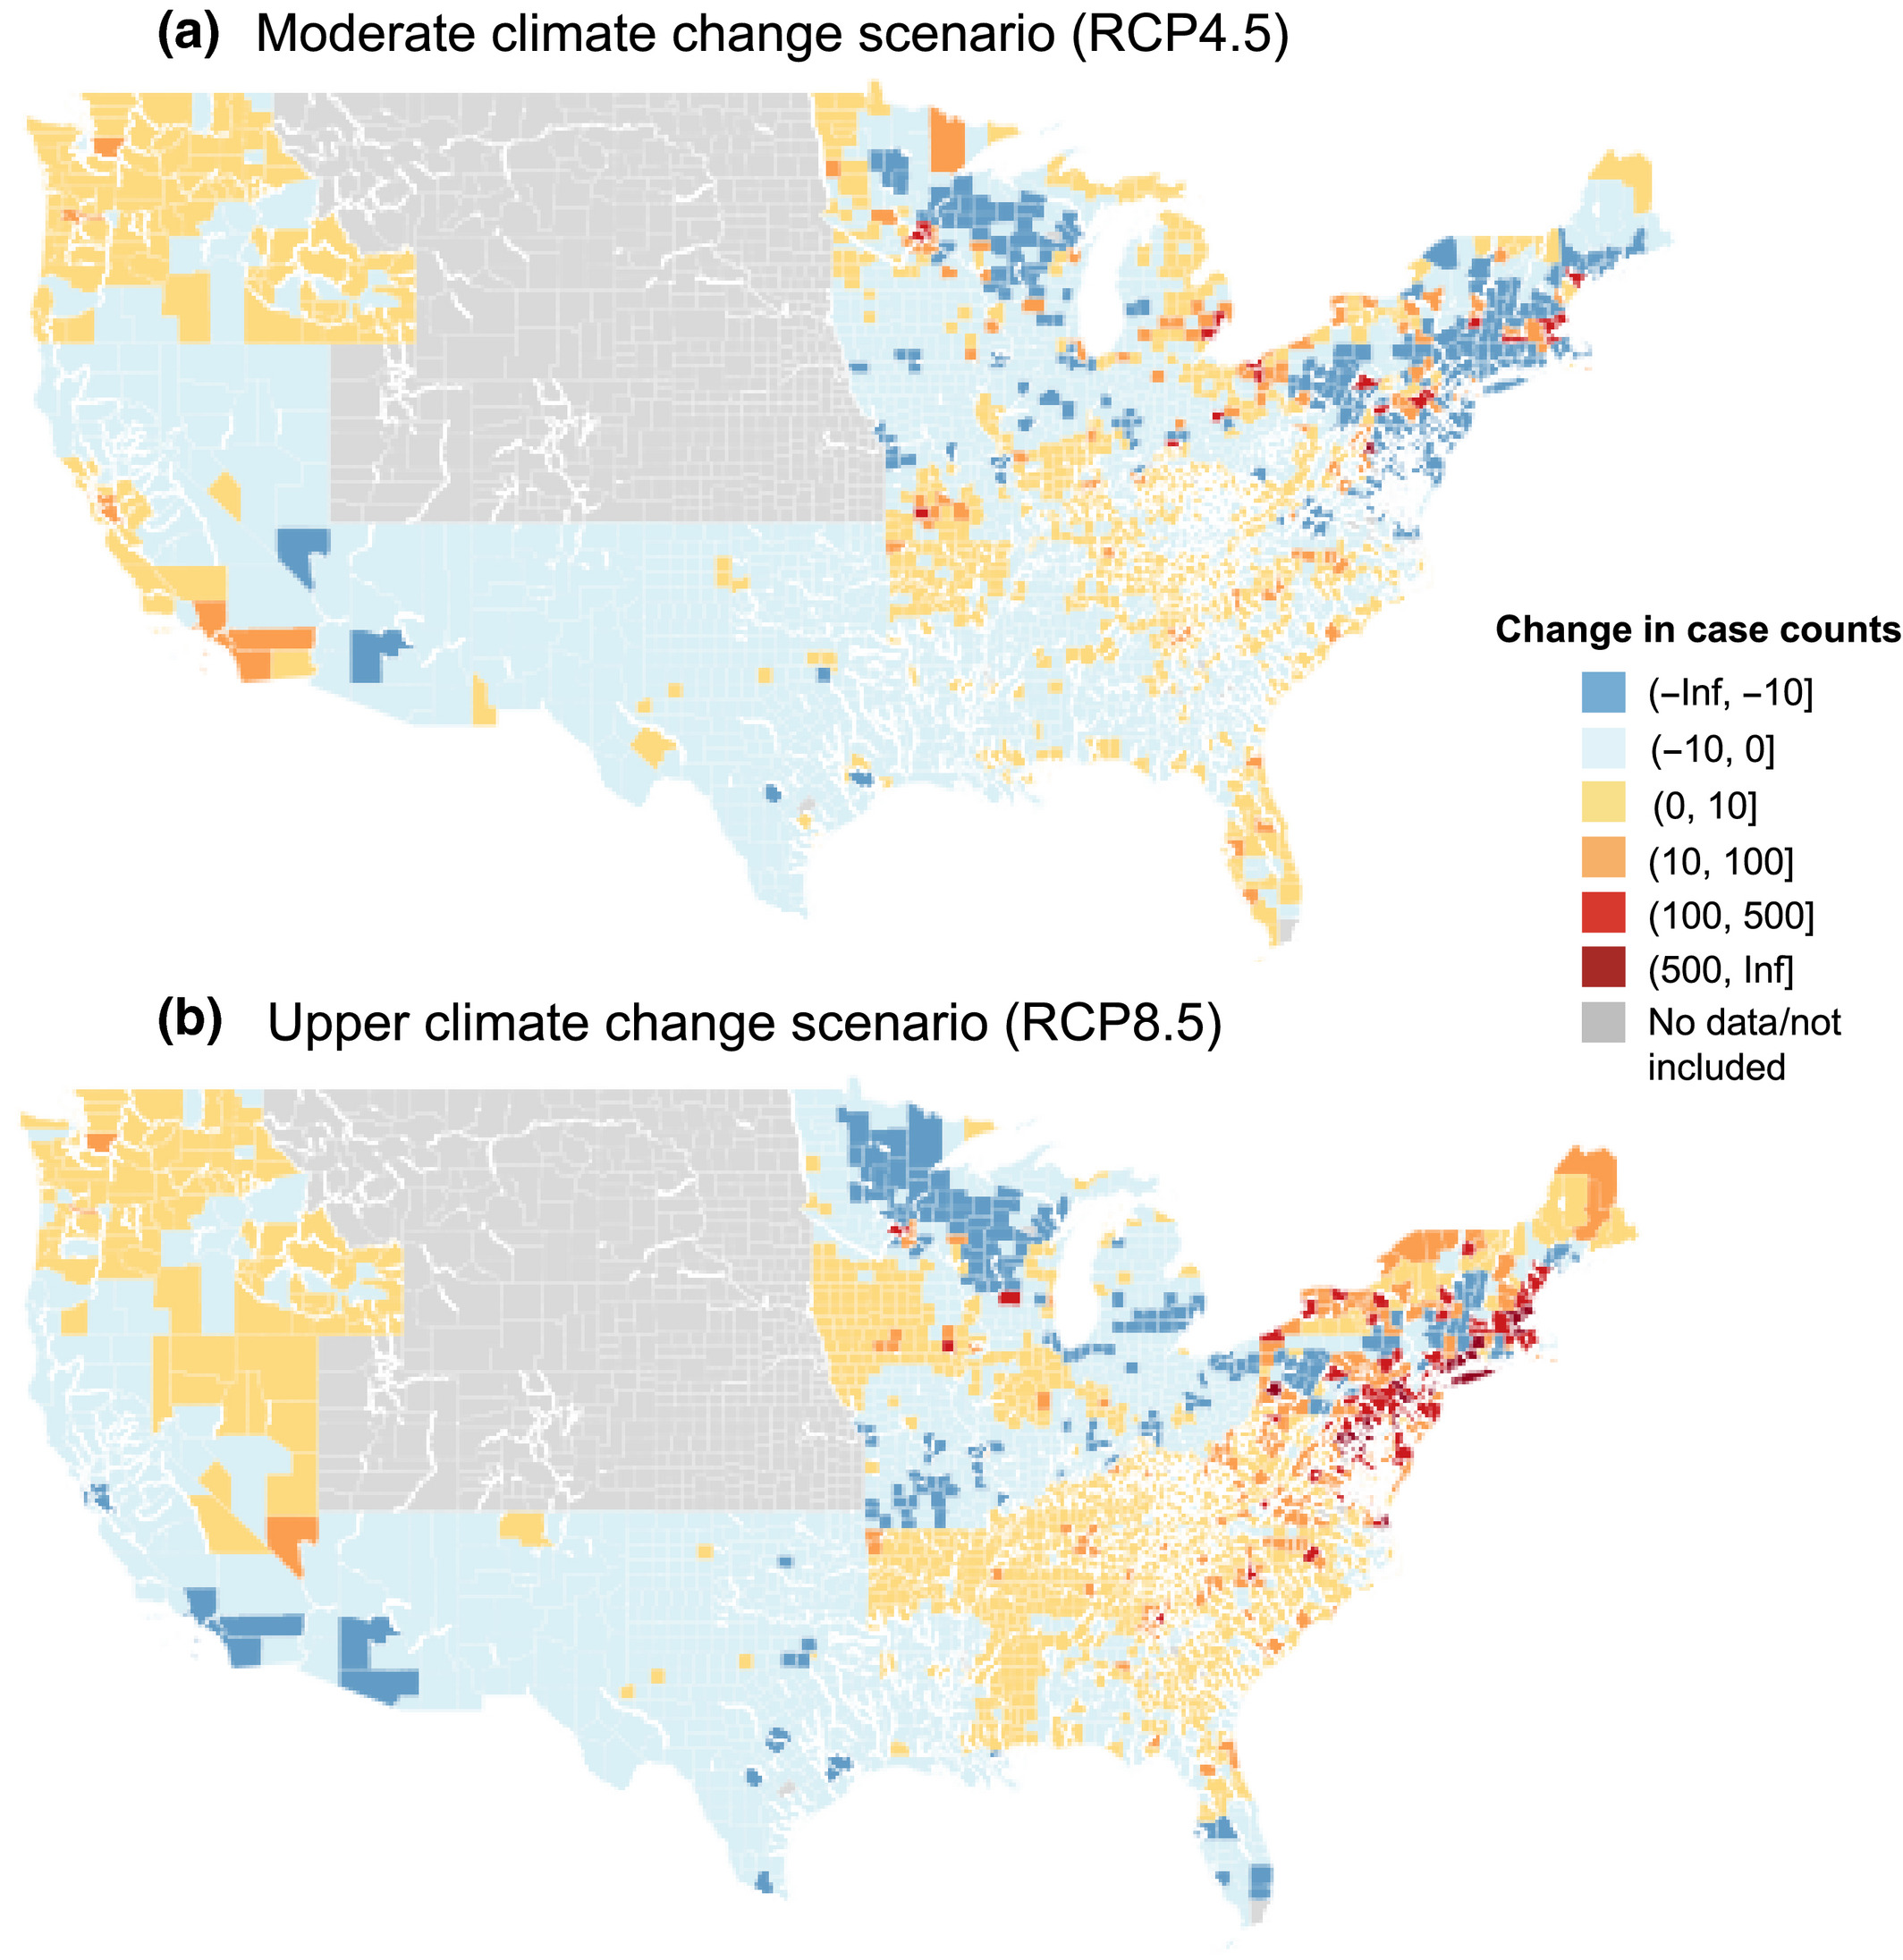 (a) Moderate climate change scenario (RCP4.5)
Change in case counts
(–Inf, –10]
(–10, 0]
(0, 10]
(10, 100]
(100, 500]
(500, Inf]
No data/not
included
(b) Upper climate change scenario (RCP8.5)